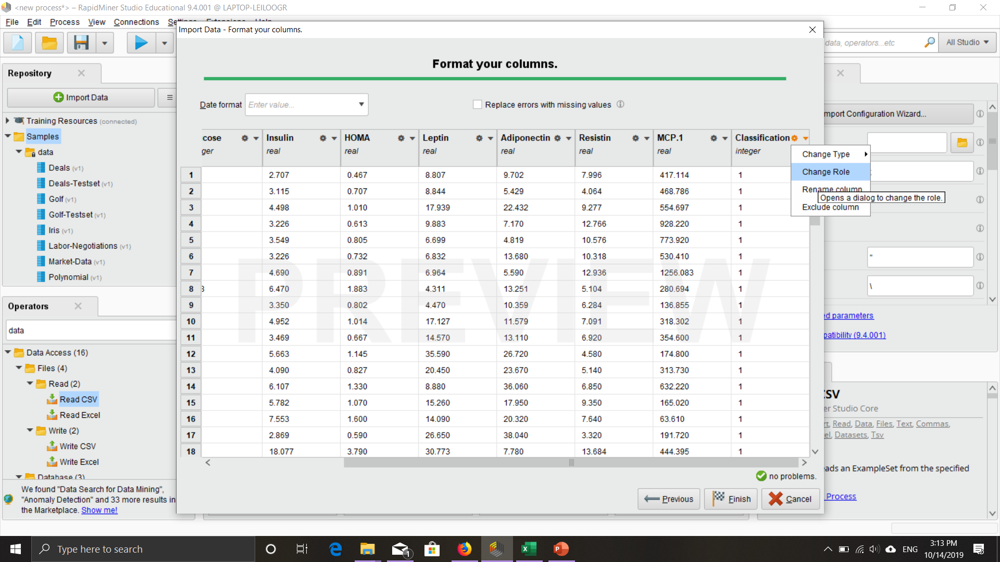 <new process*> – RapidMiner Studio Educational 9.4.001 @ LAPTOP-LEILOOGR
File Edit Process View Connections
All Studio
data, operators...etc
Import Data - Format your columns.
Format your columns.
Repository
Import Data
Training Resources (connected)
Samples
data
Deals (v1)
Deals-Testset (v1)
Golf (v1)
Golf-Testset (v1)
Iris (v1)
Labor-Negotiations (v1)
Market-Data (v1)
Polynomial (v1)
Operators
data
Data Access (16)
Files (4)
Read (2)
Read CSV
Read Excel
Write (2)
Write CSV
Write Excel
Database (3)
We found "Data Search for Data Mining",
"Anomaly Detection" and 33 more results in
the Marketplace. Show me!
Date format Enter value... Replace errors with missing values
cose Insulin HOMA Leptin Adiponectin Resistin MCP.1 Classification
ger real real real real real real integer
1 2.707 0.467 8.807 9.702 7.996 417.114 1
2 3.115 0.707 8.844 5.429 4.064 468.786 1
3 4.498 1.010 17.939 22.432 9.277 554.697 1
4 3.226 0.613 9.883 7.170 12.766 928.220 1
5 3.549 0.805 6.699 4.819 10.576 773.920 1
6 3.226 0.732 6.832 13.680 10.318 530.410 1
7 4.690 0.891 6.964 5.590 12.936 1256.083 1
8 3 6.470 1.883 4.311 13.251 5.104 280.694 1
9 3.350 0.802 4.470 10.359 6.284 136.855 1
10 4.952 1.014 17.127 11.579 7.091 318.302 1
11 3.469 0.667 14.570 13.110 6.920 354.600 1
12 5.663 1.145 35.590 26.720 4.580 174.800 1
13 4.090 0.827 20.450 23.670 5.140 313.730 1
14 6.107 1.330 8.880 36.060 6.850 632.220 1
15 5.782 1.070 15.260 17.950 9.350 165.020 1
16 7.553 1.600 14.090 20.320 7.640 63.610 1
17 2.869 0.590 26.650 38.040 3.320 191.720 1
18 18.077 3.790 30.773 7.780 13.684 444.395 1
PREVIEW
Change Type
Change Role
Rename column
Opens a dialog to change the role.
Exclude column
no problems.
Previous Finish Cancel
mport Configuration Wizard...
"
\
ed parameters
patibility (9.4.001)
SV
er Studio Core
rt, Read, Data, Files, Text, Commas,
el, Datasets, Tsv
ads an ExampleSet from the specified
Process
Type here to search
1
ENG
3:13 PM
10/14/2019